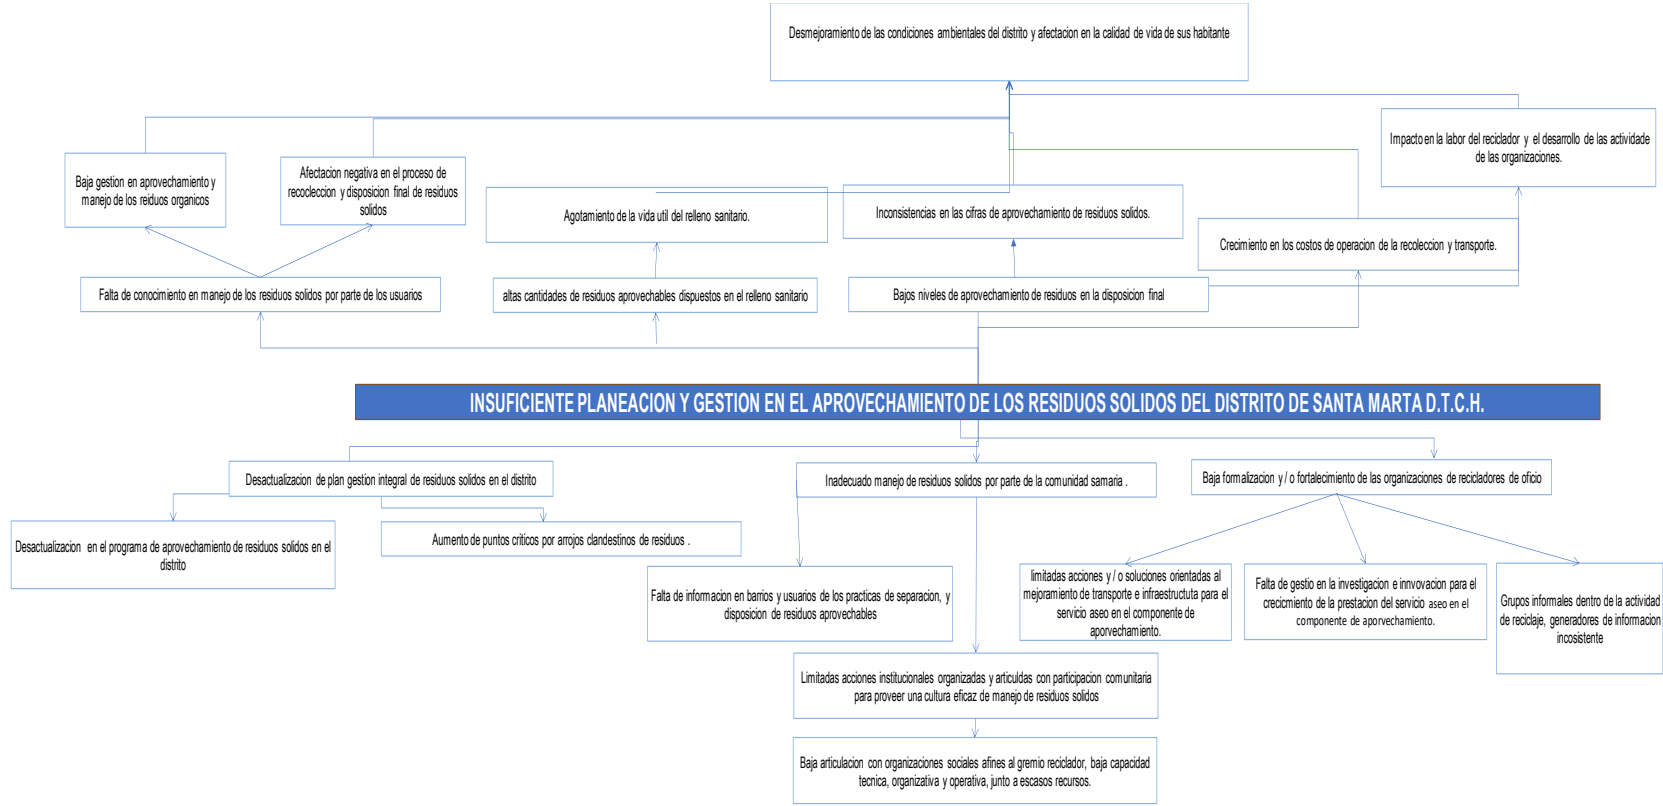 Desmejoramiento de las condiciones ambientales del distrito y afectacion en la calidad de vida de sus habitante
Impacto en la labor del reciclador y el desarrollo de las actividade
de las organizaciones.
Baja gestion en aprovechamiento y
manejo de los reiduos organicos
Afectacion negativa en el proceso de
recoleccion y disposicion final de residuos
solidos
Agotamiento de la vida util del relleno sanitario.
Inconsistencias en las cifras de aprovechamiento de residuos solidos.
Crecimiento en los costos de operacion de la recoleccion y transporte.
Falta de conocimiento en manejo de los residuos solidos por parte de los usuarios
altas cantidades de residuos aprovechables dispuestos en el relleno sanitario
Bajos niveles de aprovechamiento de residuos en la disposicion final
INSUFICIENTE PLANEACION Y GESTION EN EL APROVECHAMIENTO DE LOS RESIDUOS SOLIDOS DEL DISTRITO DE SANTA MARTA D.T.C.H.
Desactualizacion de plan gestion integral de residuos solidos en el distrito
Inadecuado manejo de residuos solidos por parte de la comunidad samaria .
Baja formalizacion y / o fortalecimiento de las organizaciones de recicladores de oficio
Desactualizacion en el programa de aprovechamiento de residuos solidos en el
distrito
Aumento de puntos criticos por arrojos clandestinos de residuos .
Falta de informacion en barrios y usuarios de los practicas de separacion, y
disposicion de residuos aprovechables
limitadas acciones y / o soluciones orientadas al
mejoramiento de transporte e infraestructuta para el
servicio aseo en el componente de
aporvechamiento.
Falta de gestio en la investigacion e innvovacion para el
crecicmiento de la prestacion del servicio aseo en el
componente de aporvechamiento.
Grupos informales dentro de la actividad
de reciclaje, generadores de informacion
incosistente
Limitadas acciones institucionales organizadas y articuldas con participacion comunitaria
para proveer una cultura eficaz de manejo de residuos solidos
Baja articulacion con organizaciones sociales afines al gremio reciclador, baja capacidad
tecnica, organizativa y operativa, junto a escasos recursos.